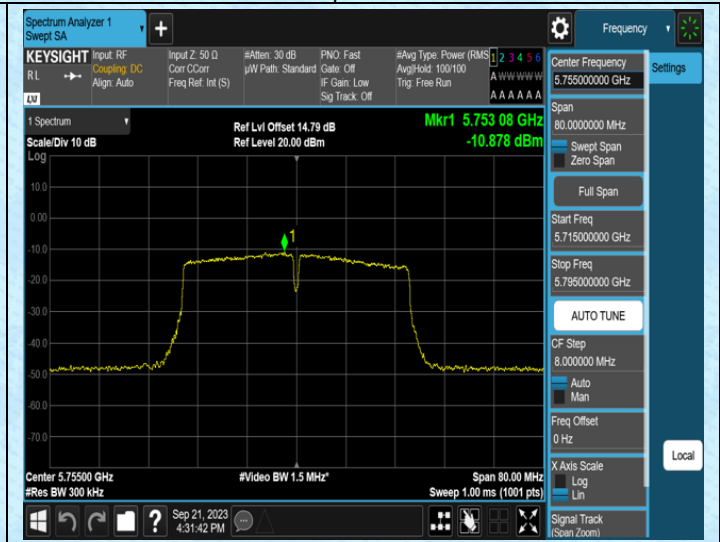 Spectrum Analyzer 1
Swept SA
+
Frequency
KEYSIGHT
RL
LXI
Input: RF
Coupling: DC
Align: Auto
Input Z: 50 Ω
Corr CCorr
Freq Ref: Int (S)
#Atten: 30 dB
µW Path: Standard
PNO: Fast
Gate: Off
IF Gain: Low
Sig Track: Off
#Avg Type: Power (RMS
Avg|Hold: 100/100
Trig: Free Run
1 2 3 4 5 6
A W W W W W
A A A A A A
1 Spectrum
Scale/Div 10 dB
Log
Ref Lvl Offset 14.79 dB
Ref Level 20.00 dBm
Mkr1 5.753 08 GHz
-10.878 dBm
10.0
0.00
-10.0
-20.0
-30.0
-40.0
-50.0
-60.0
-70.0
1
Center 5.75500 GHz
#Res BW 300 kHz
#Video BW 1.5 MHz*
Span 80.00 MHz
Sweep 1.00 ms (1001 pts)
Center Frequency
5.755000000 GHz
Settings
Span
80.0000000 MHz
Swept Span
Zero Span
Full Span
Start Freq
5.715000000 GHz
Stop Freq
5.795000000 GHz
AUTO TUNE
CF Step
8.000000 MHz
Auto
Man
Freq Offset
0 Hz
X Axis Scale
Log
Lin
Local
Signal Track
(Span Zoom)
?
Sep 21, 2023
4:31:42 PM